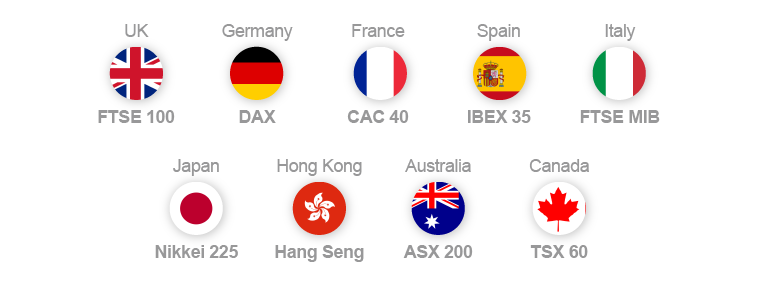 UK Germany France Spain Italy
FTSE 100 DAX CAC 40 IBEX 35 FTSE MIB
Japan Hong Kong Australia Canada
Nikkei 225 Hang Seng ASX 200 TSX 60